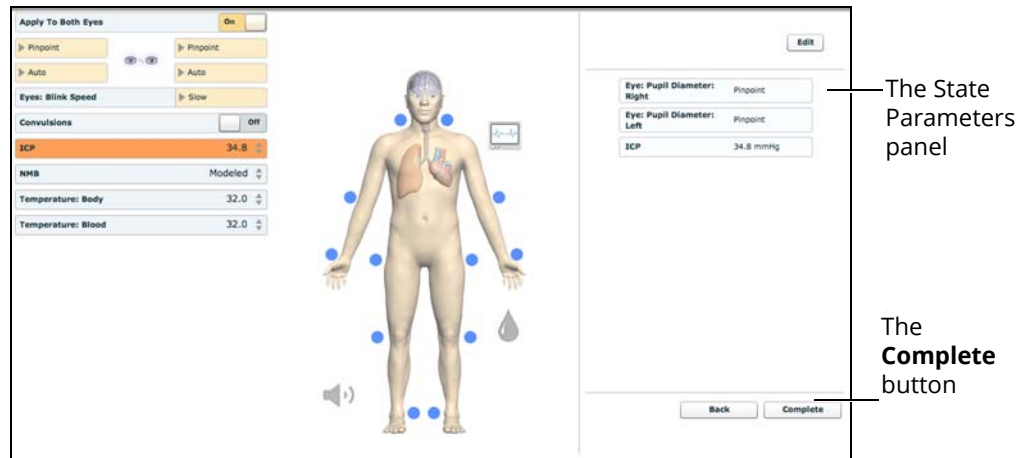 Apply To Both Eyes On
Pinpoint Pinpoint
Auto Auto
Eyes: Blink Speed Slow
Convulsions Off
ICP 34.8
NMB Modeled
Temperature: Body 32.0
Temperature: Blood 32.0
Edit
Eye: Pupil Diameter:
Right Pinpoint
Eye: Pupil Diameter:
Left Pinpoint
ICP 34.8 mmHg
Back Complete
The State
Parameters
panel
The
Complete
button